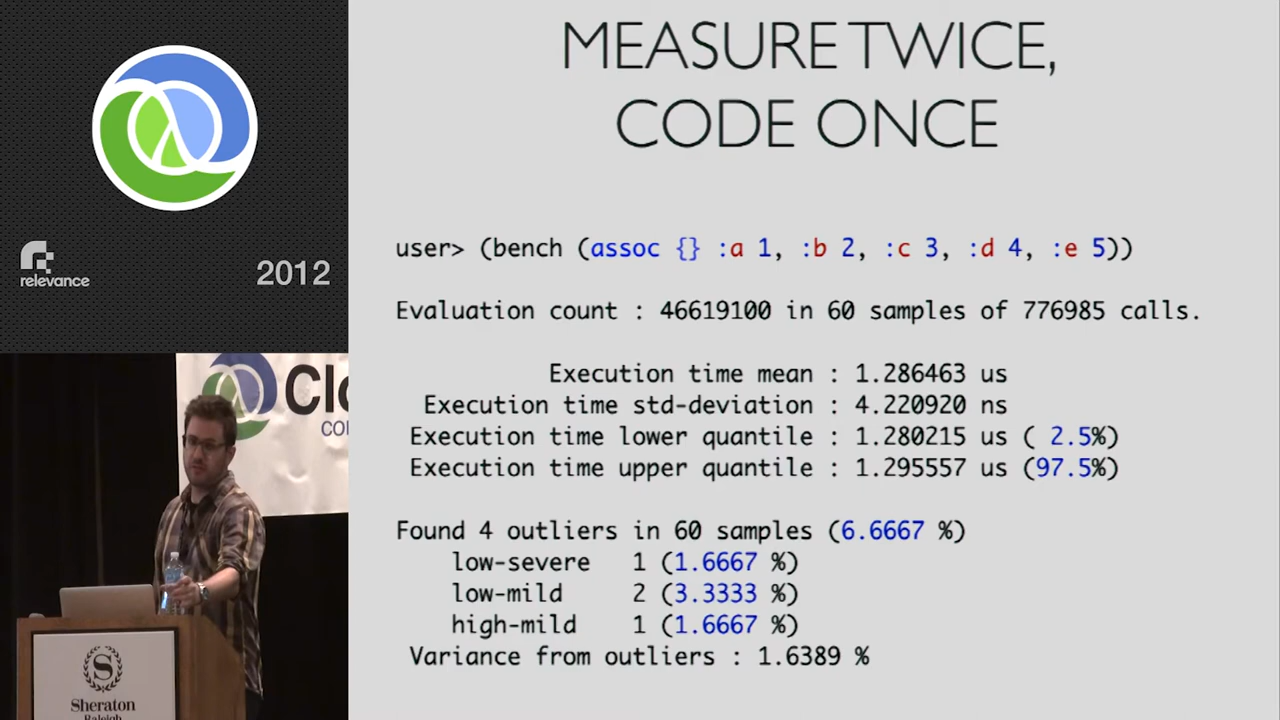 MEASURE TWICE,
CODE ONCE
user> (bench (assoc {} :a 1, :b 2, :c 3, :d 4, :e 5))
Evaluation count : 46619100 in 60 samples of 776985 calls.
Execution time mean : 1.286463 us
Execution time std-deviation : 4.220920 ns
Execution time lower quantile : 1.280215 us ( 2.5%)
Execution time upper quantile : 1.295557 us (97.5%)
Found 4 outliers in 60 samples (6.6667 %)
low-severe 1 (1.6667 %)
low-mild 2 (3.3333 %)
high-mild 1 (1.6667 %)
Variance from outliers : 1.6389 %
relevance
2012
Clo
CO
S
Sheraton
Raleigh